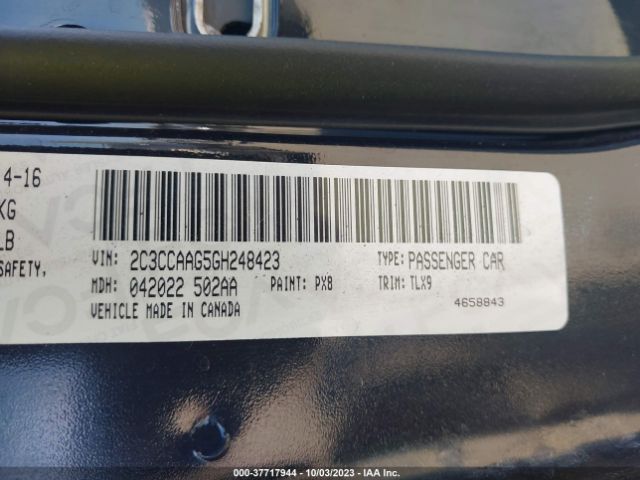 4-16
KG
LB
SAFETY,
VIN: 2C3CCAAG5GH248423 TYPE: PASSENGER CAR
MDH: 042022 502AA PAINT: PX8 TRIM: TLX9
VEHICLE MADE IN CANADA 4658843
000-37717944 | 10/03/2023 | IAA Inc.